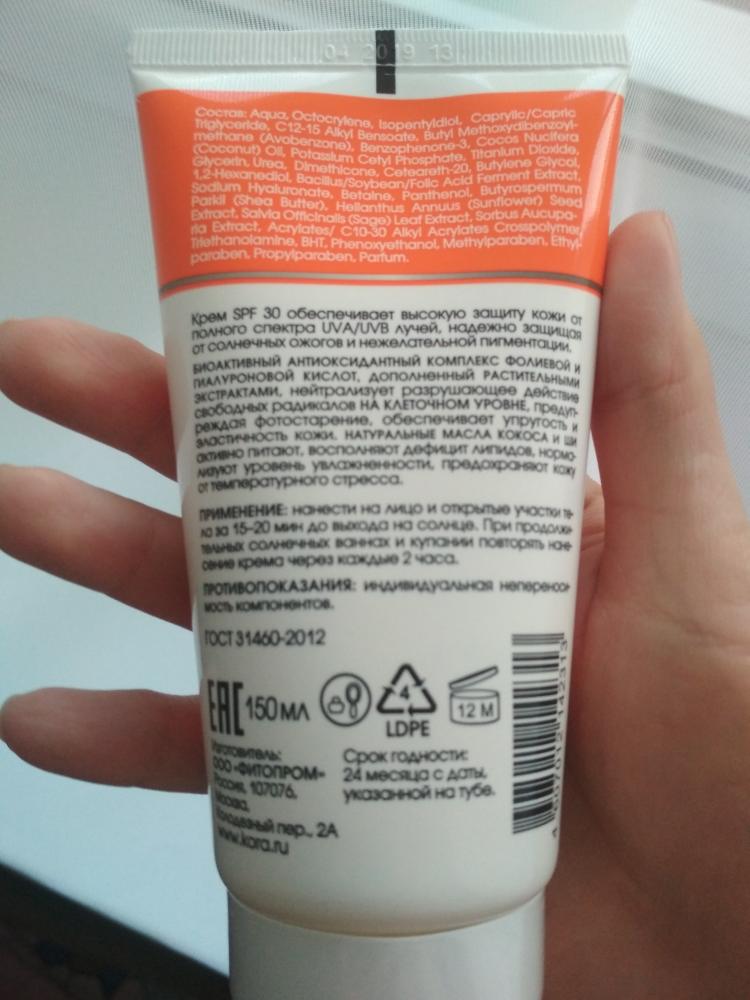 04 2019 13
Состав: Aqua, Octocrylene, Isopentyldiol, Caprylic/Capric
Triglyceride, C12-15 Alkyl Benzoate, Butyl Methoxydibenzoyl-
methane (Avobenzone), Benzophenone-3, Cocos Nucifera
(Coconut) Oil, Potassium Cetyl Phosphate, Titanium Dioxide,
Glycerin, Urea, Dimethicone, Ceteareth-20, Butylene Glycol,
1,2-Hexanediol, Bacillus/Soybean/Folic Acid Ferment Extract,
Sodium Hyaluronate, Betaine, Panthenol, Butyrospermum
Parkii (Shea Butter), Helianthus Annuus (Sunflower) Seed
Extract, Salvia Officinalis (Sage) Leaf Extract, Sorbus Aucupa-
ria Extract, Acrylates/ C10-30 Alkyl Acrylates Crosspolymer,
Triethanolamine, BHT, Phenoxyethanol, Methylparaben, Ethyl-
paraben, Propylparaben, Parfum.
Крем SPF 30 обеспечивает высокую защиту кожи от
полного спектра UVA/UVB лучей, надежно защищая
от солнечных ожогов и нежелательной пигментации.
БИОАКТИВНЫЙ АНТИОКСИДАНТНЫЙ КОМПЛЕКС ФОЛИЕВОЙ И
ГИАЛУРОНОВОЙ КИСЛОТ, ДОПОЛНЕННЫЙ РАСТИТЕЛЬНЫМИ
ЭКСТРАКТАМИ, нейтрализует разрушающее действие
свободных радикалов НА КЛЕТОЧНОМ УРОВНЕ, предуп-
реждая фотостарение, обеспечивает упругость и
эластичность кожи. НАТУРАЛЬНЫЕ МАСЛА КОКОСА И ШИ
активно питают, восполняют дефицит липидов, норма-
лизуют уровень увлажненности, предохраняют кожу
от температурного стресса.
ПРИМЕНЕНИЕ: нанести на лицо и открытые участки те-
ла за 15-20 мин до выхода на солнце. При продолжи-
тельных солнечных ваннах и купании повторять нане-
сение крема через каждые 2 часа.
ПРОТИВОПОКАЗАНИЯ: индивидуальная непереноси-
мость компонентов.
ГОСТ 31460-2012
EAC 150 МЛ 4 LDPE 12 M
Изготовитель:
ООО «ФИТОПРОМ»
Россия, 107076,
Москва,
Колодезный пер., 2А
www.kora.ru
Срок годности:
24 месяца с даты,
указанной на тубе.